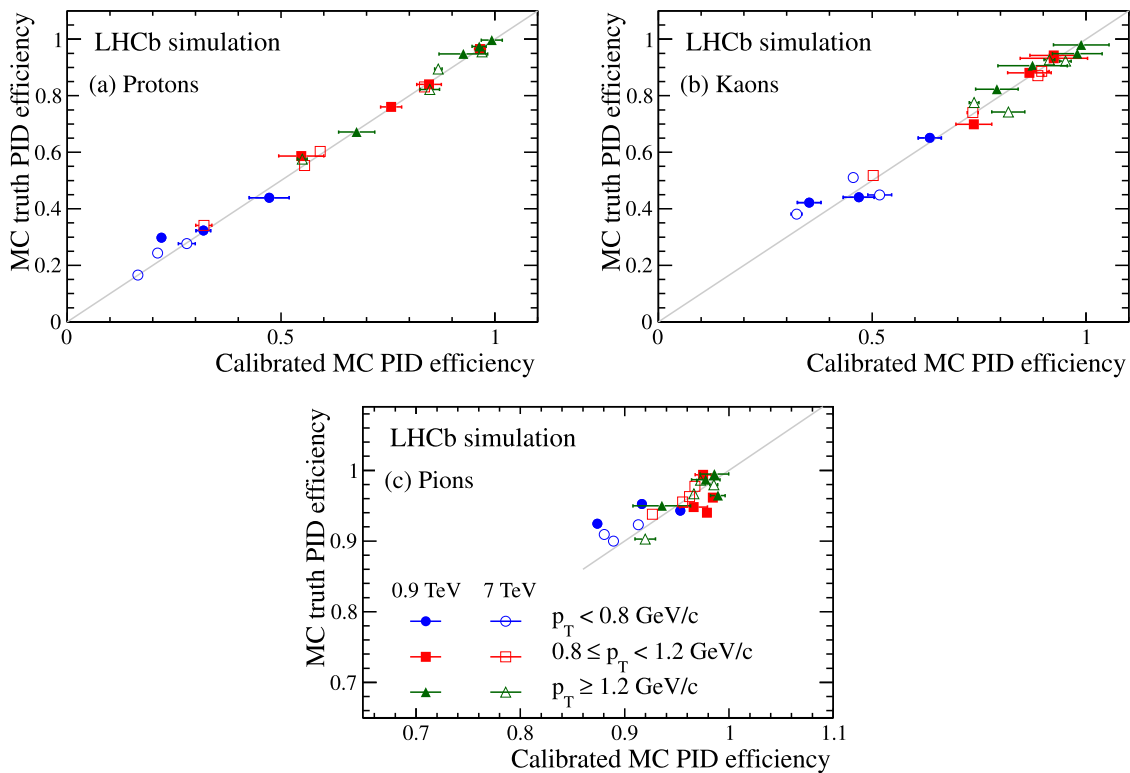 LHCb simulation
(a) Protons
MC truth PID efficiency
1
0.8
0.6
0.4
0.2
0
0 0.5 1
Calibrated MC PID efficiency
LHCb simulation
(b) Kaons
MC truth PID efficiency
1
0.8
0.6
0.4
0.2
0
0 0.5 1
Calibrated MC PID efficiency
LHCb simulation
(c) Pions
MC truth PID efficiency
1
0.9
0.8
0.7
0.9 TeV 7 TeV
p_T < 0.8 GeV/c
0.8 ≤ p_T < 1.2 GeV/c
p_T ≥ 1.2 GeV/c
0.7 0.8 0.9 1 1.1
Calibrated MC PID efficiency